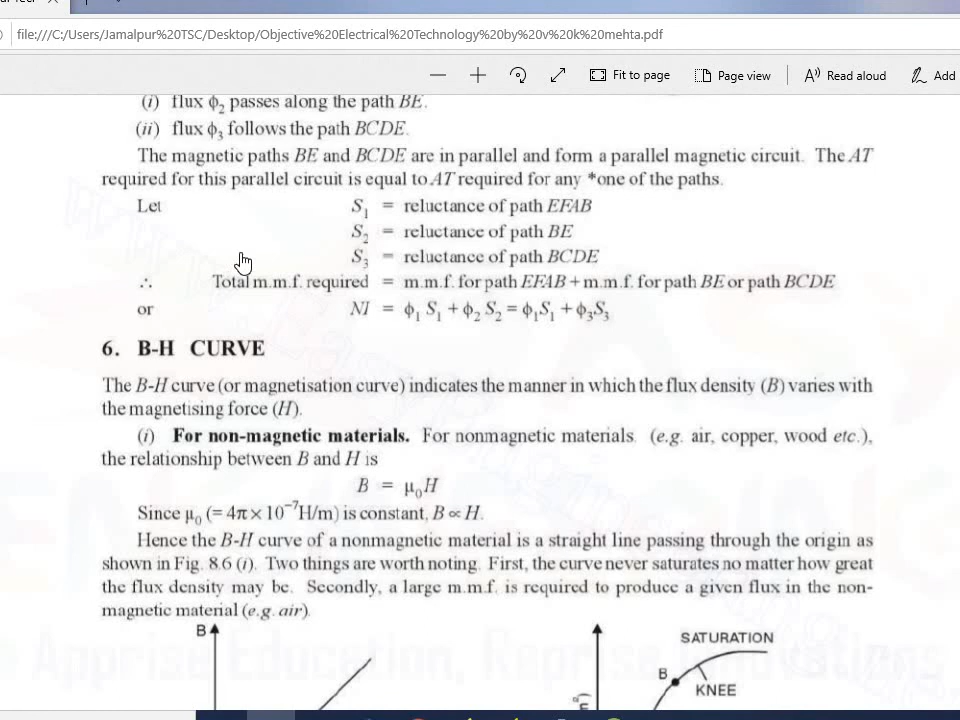 file:///C:/Users/Jamalpur%20TSC/Desktop/Objective%20Electrical%20Technology%20by%20v%20k%20mehta.pdf
Fit to page Page view Read aloud Add
(i) flux ϕ₂ passes along the path BE.
(ii) flux ϕ₃ follows the path BCDE.
The magnetic paths BE and BCDE are in parallel and form a parallel magnetic circuit. The AT
required for this parallel circuit is equal to AT required for any *one of the paths.
Let S₁ = reluctance of path EFAB
S₂ = reluctance of path BE
S₃ = reluctance of path BCDE
∴ Total m.m.f. required = m.m.f. for path EFAB + m.m.f. for path BE or path BCDE
or NI = ϕ₁ S₁ + ϕ₂ S₂ = ϕ₁S₁ + ϕ₃S₃
6. B-H CURVE
The B-H curve (or magnetisation curve) indicates the manner in which the flux density (B) varies with
the magnetising force (H).
(i) For non-magnetic materials. For nonmagnetic materials (e.g. air, copper, wood etc.),
the relationship between B and H is
B = μ₀H
Since μ₀ (= 4π × 10⁻⁷ H/m) is constant, B ∝ H.
Hence the B-H curve of a nonmagnetic material is a straight line passing through the origin as
shown in Fig. 8.6 (i). Two things are worth noting. First, the curve never saturates no matter how great
the flux density may be. Secondly, a large m.m.f. is required to produce a given flux in the non-
magnetic material (e.g. air).
B SATURATION
B
KNEE
Apprise Education, Reprise Innovations